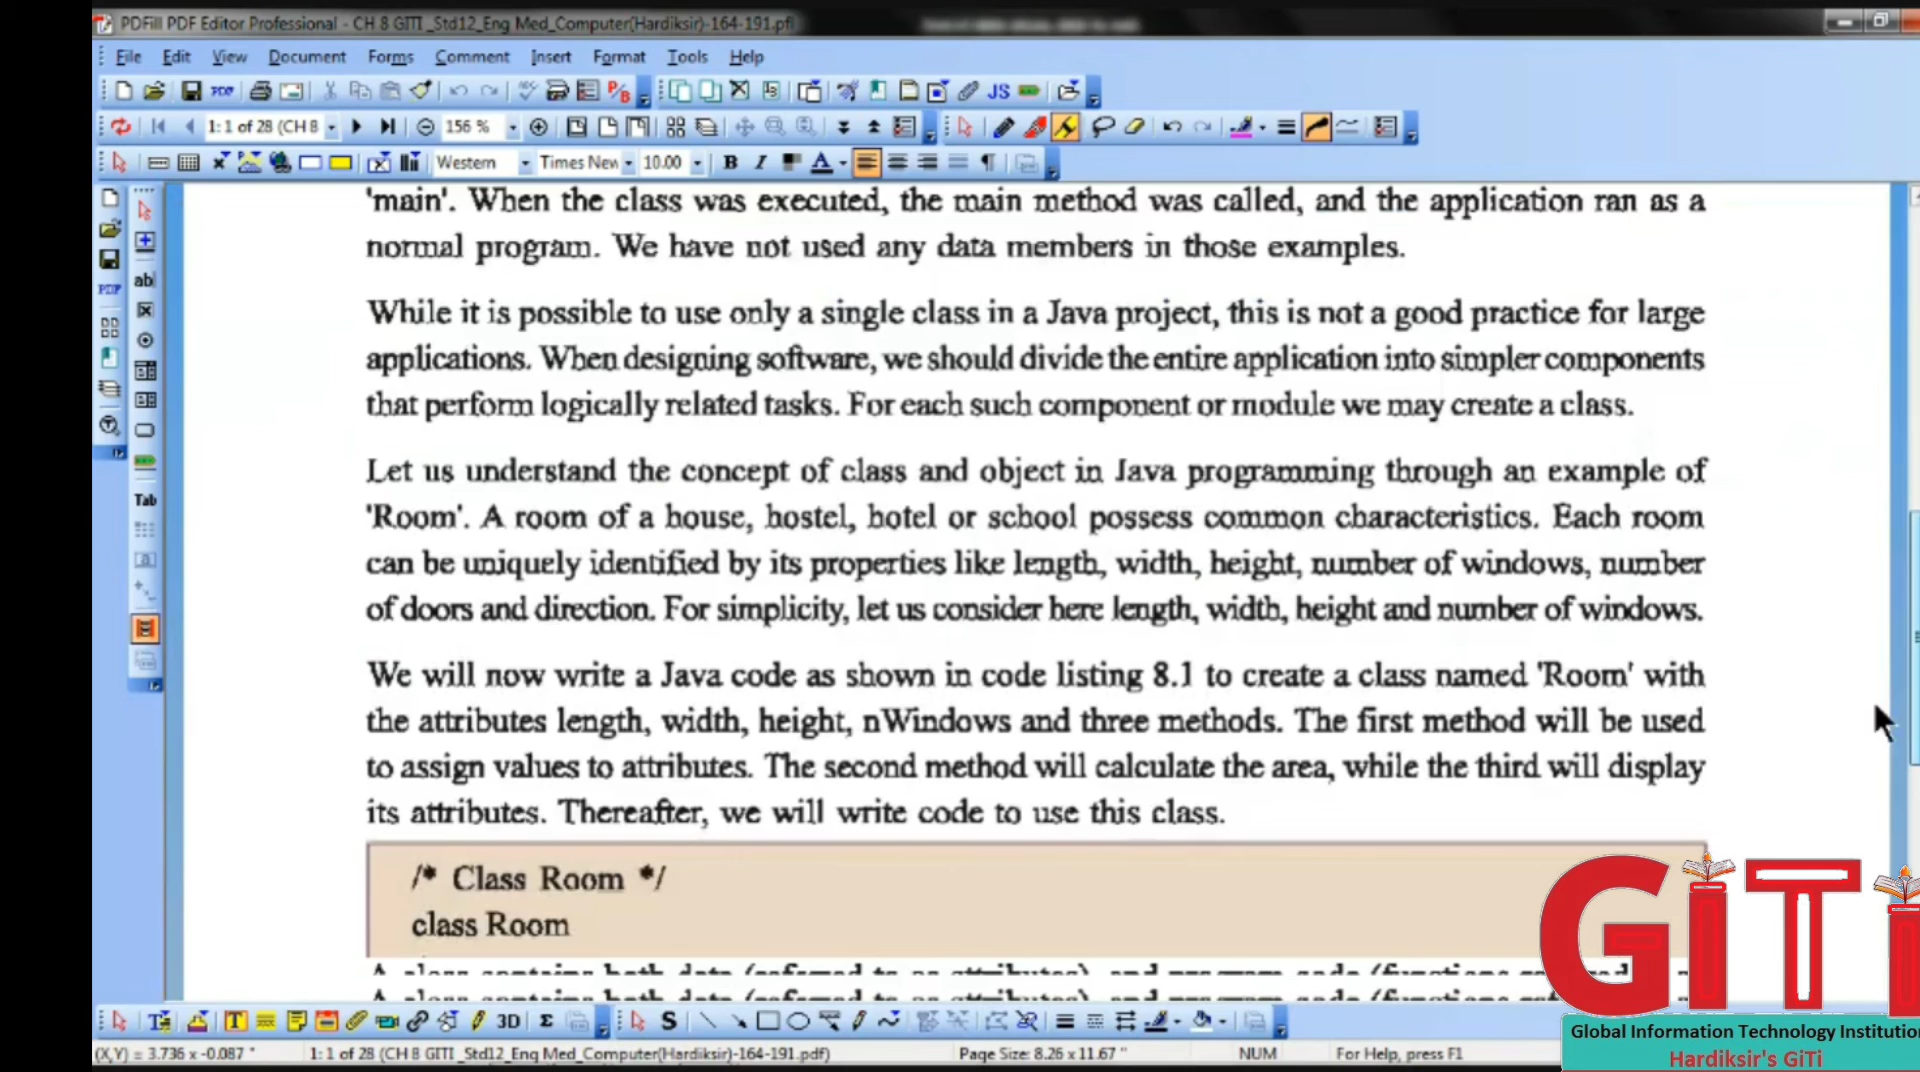 PDFill PDF Editor Professional - CH 8 GITI _Std12_Eng Med_Computer(Hardiksir)-164-191.pfl
File Edit View Document Forms Comment Insert Format Tools Help
PDF JS
1: 1 of 28 (CH 8 156 %
Western Times New 10.00 B I A
'main'. When the class was executed, the main method was called, and the application ran as a
normal program. We have not used any data members in those examples.
While it is possible to use only a single class in a Java project, this is not a good practice for large
applications. When designing software, we should divide the entire application into simpler components
that perform logically related tasks. For each such component or module we may create a class.
Let us understand the concept of class and object in Java programming through an example of
'Room'. A room of a house, hostel, hotel or school possess common characteristics. Each room
can be uniquely identified by its properties like length, width, height, number of windows, number
of doors and direction. For simplicity, let us consider here length, width, height and number of windows.
We will now write a Java code as shown in code listing 8.1 to create a class named 'Room' with
the attributes length, width, height, nWindows and three methods. The first method will be used
to assign values to attributes. The second method will calculate the area, while the third will display
its attributes. Thereafter, we will write code to use this class.
/* Class Room */
class Room
PDF
ab
Tab
GiTi
Global Information Technology Institution
Hardiksir's GiTi
T 3D Σ S
(X,Y) = 3.736 x -0.087 " 1: 1 of 28 (CH 8 GITI _Std12_Eng Med_Computer(Hardiksir)-164-191.pdf) Page Size: 8.26 x 11.67 " NUM For Help, press F1